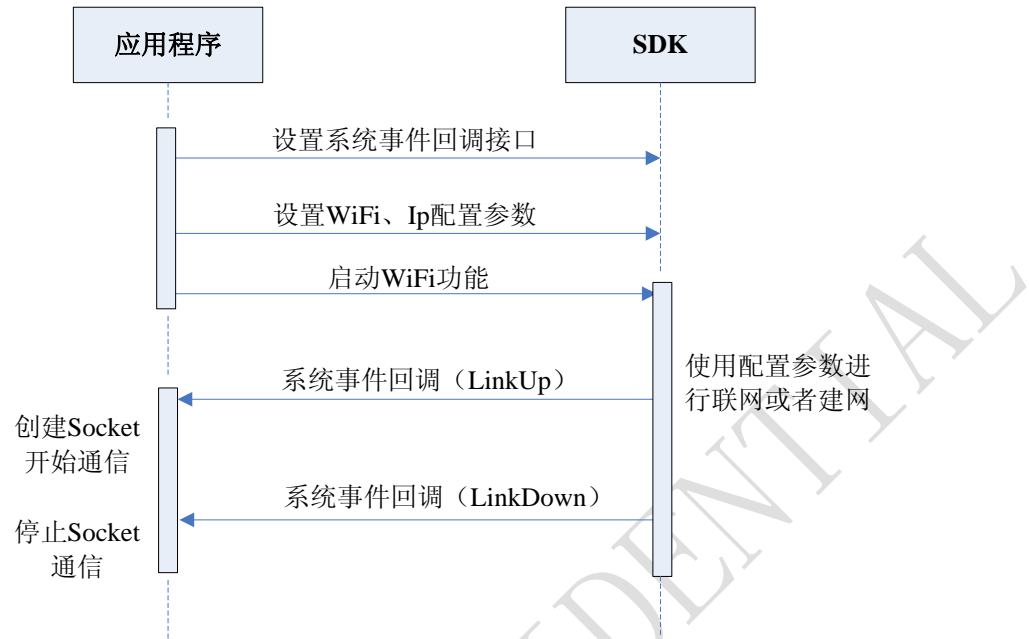 应用程序
SDK
设置系统事件回调接口
设置WiFi、Ip配置参数
启动WiFi功能
系统事件回调（LinkUp）
使用配置参数进
行联网或者建网
创建Socket
开始通信
系统事件回调（LinkDown）
停止Socket
通信
DENTIAL